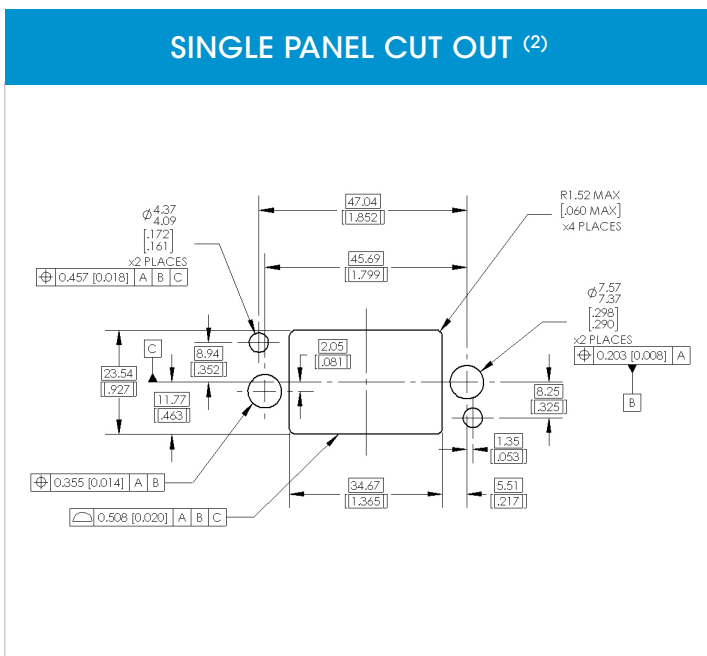 SINGLE PANEL CUT OUT (2)
47.04
1.852
R1.52 MAX
[.060 MAX]
x4 PLACES
⌀4.37
4.09
[.172]
[.161]
x2 PLACES
⌖ 0.457 [0.018] A B C
45.69
1.799
⌀7.57
7.37
[.298]
[.290]
x2 PLACES
⌖ 0.203 [0.008] A
B
C
8.94
.352
2.05
.081
23.54
.927
11.77
.463
8.25
.325
1.35
.053
⌖ 0.355 [0.014] A B
34.67
1.365
5.51
.217
⌓ 0.508 [0.020] A B C